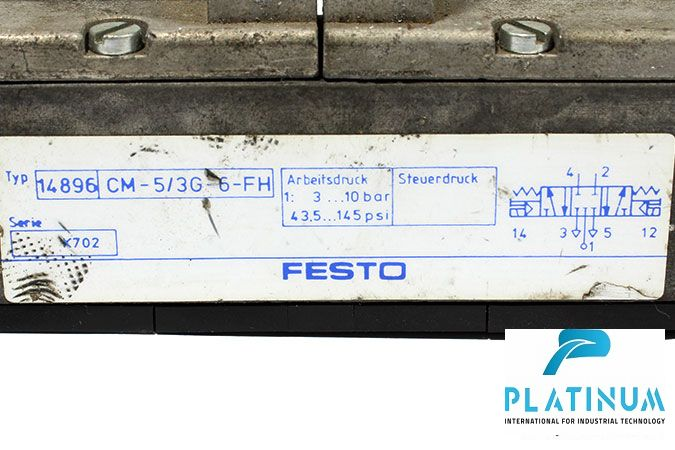 Typ 14896 CM-5/3G-6-FH
Arbeitsdruck
1: 3 ...10 bar
43,5...145 psi
Steuerdruck
4 2
14 3 5 12
1
Serie
K702
FESTO
PLATINUM
INTERNATIONAL FOR INDUSTRIAL TECHNOLOGY